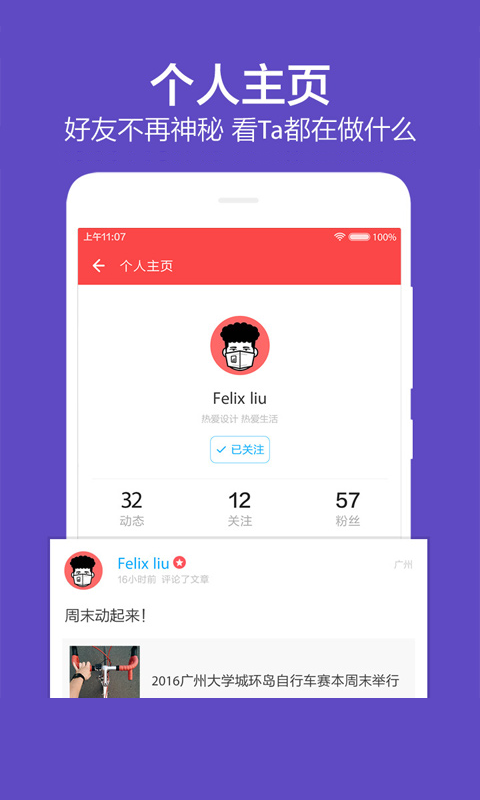 个人主页
好友不再神秘 看Ta都在做什么
上午11:07
100%
个人主页
Felix liu
热爱设计 热爱生活
已关注
32
动态
12
关注
57
粉丝
Felix liu
广州
16小时前 评论了文章
周末动起来!
2016广州大学城环岛自行车赛本周末举行